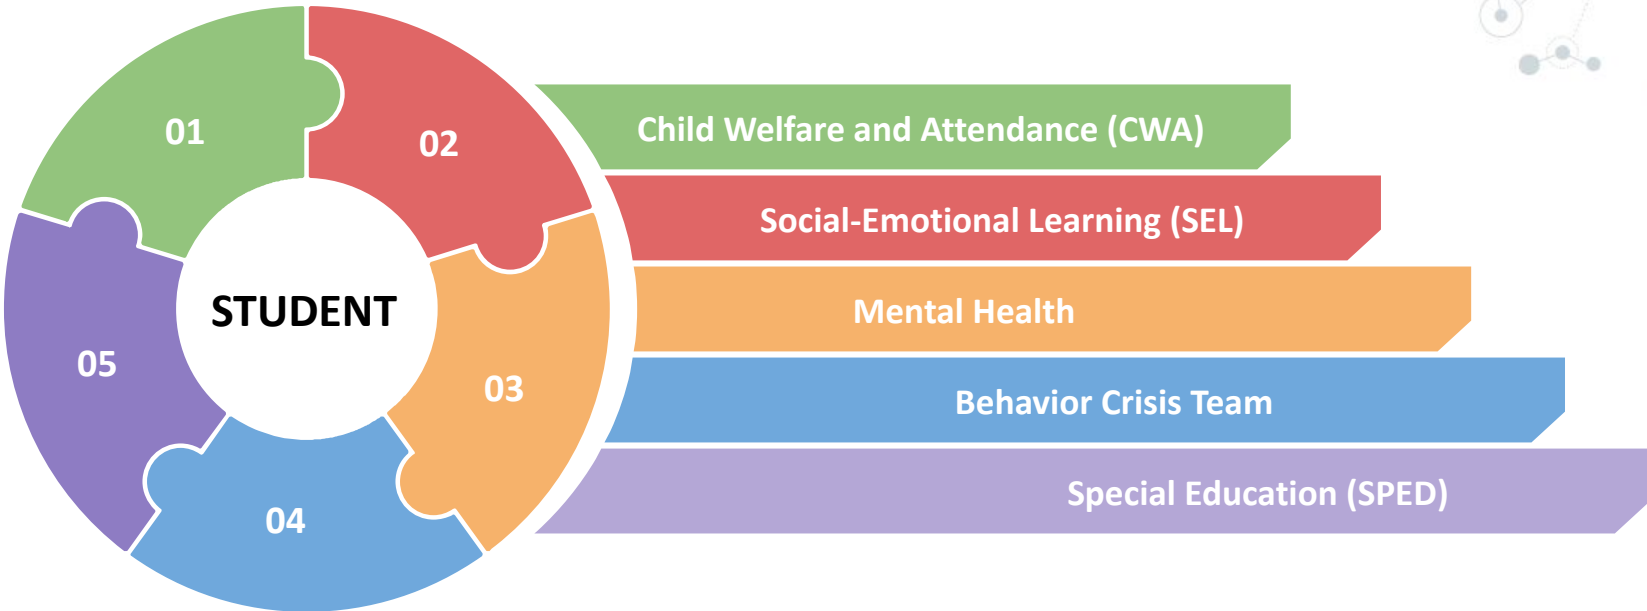 01
02
03
04
05
STUDENT
Child Welfare and Attendance (CWA)
Social-Emotional Learning (SEL)
Mental Health
Behavior Crisis Team
Special Education (SPED)